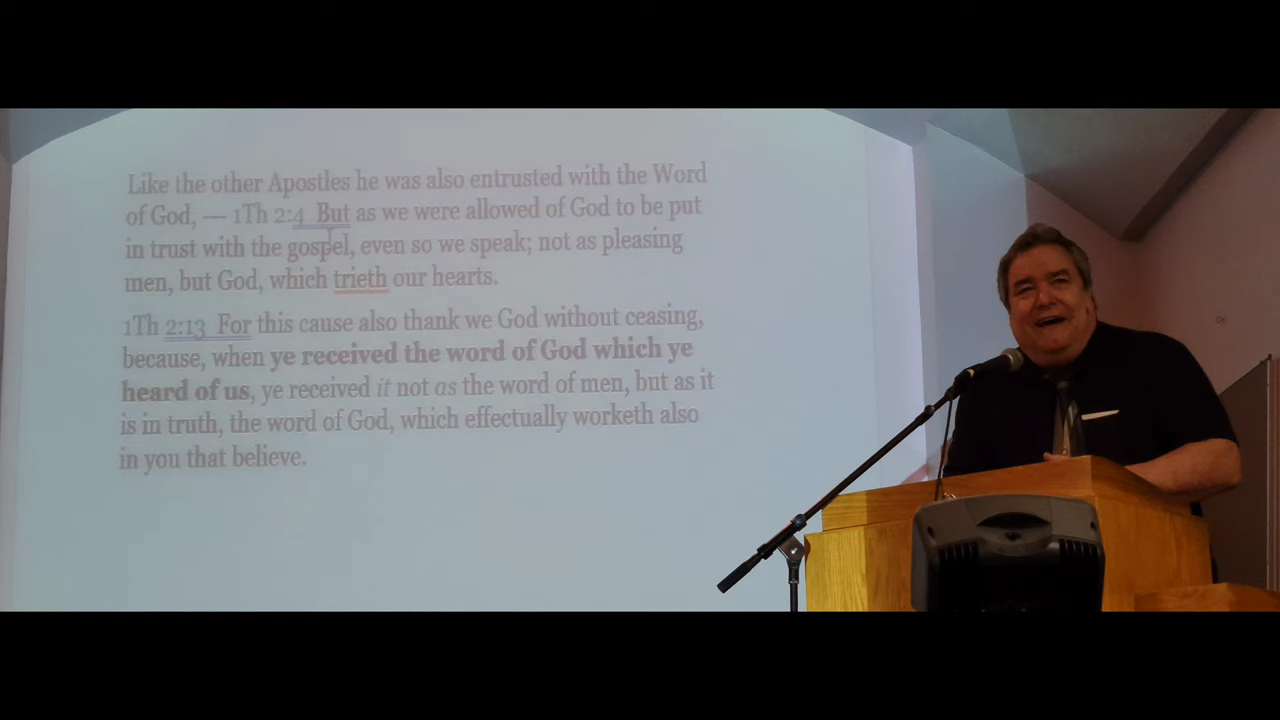 Like the other Apostles he was also entrusted with the Word
of God, — 1Th 2:4 But as we were allowed of God to be put
in trust with the gospel, even so we speak; not as pleasing
men, but God, which trieth our hearts.
1Th 2:13 For this cause also thank we God without ceasing,
because, when ye received the word of God which ye
heard of us, ye received it not as the word of men, but as it
is in truth, the word of God, which effectually worketh also
in you that believe.